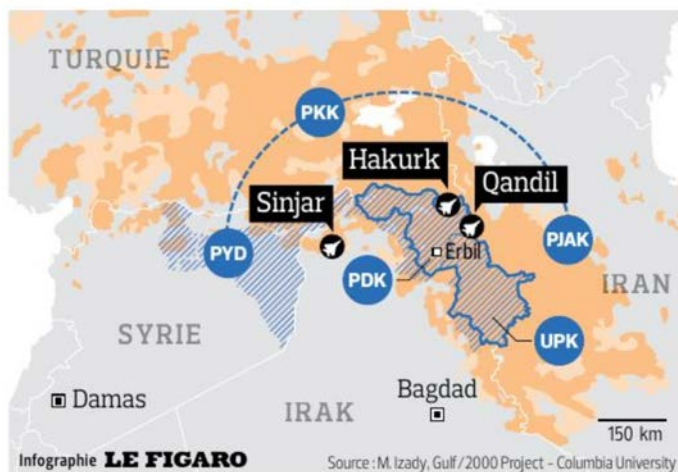 TURQUIE
PKK
Hakurk
Qandil
Sinjar
PYD
Erbil
PJAK
PDK
IRAN
SYRIE
UPK
Damas
Bagdad
IRAK
150 km
Infographie LE FIGARO
Source : M. Izady, Gulf/2000 Project - Columbia University